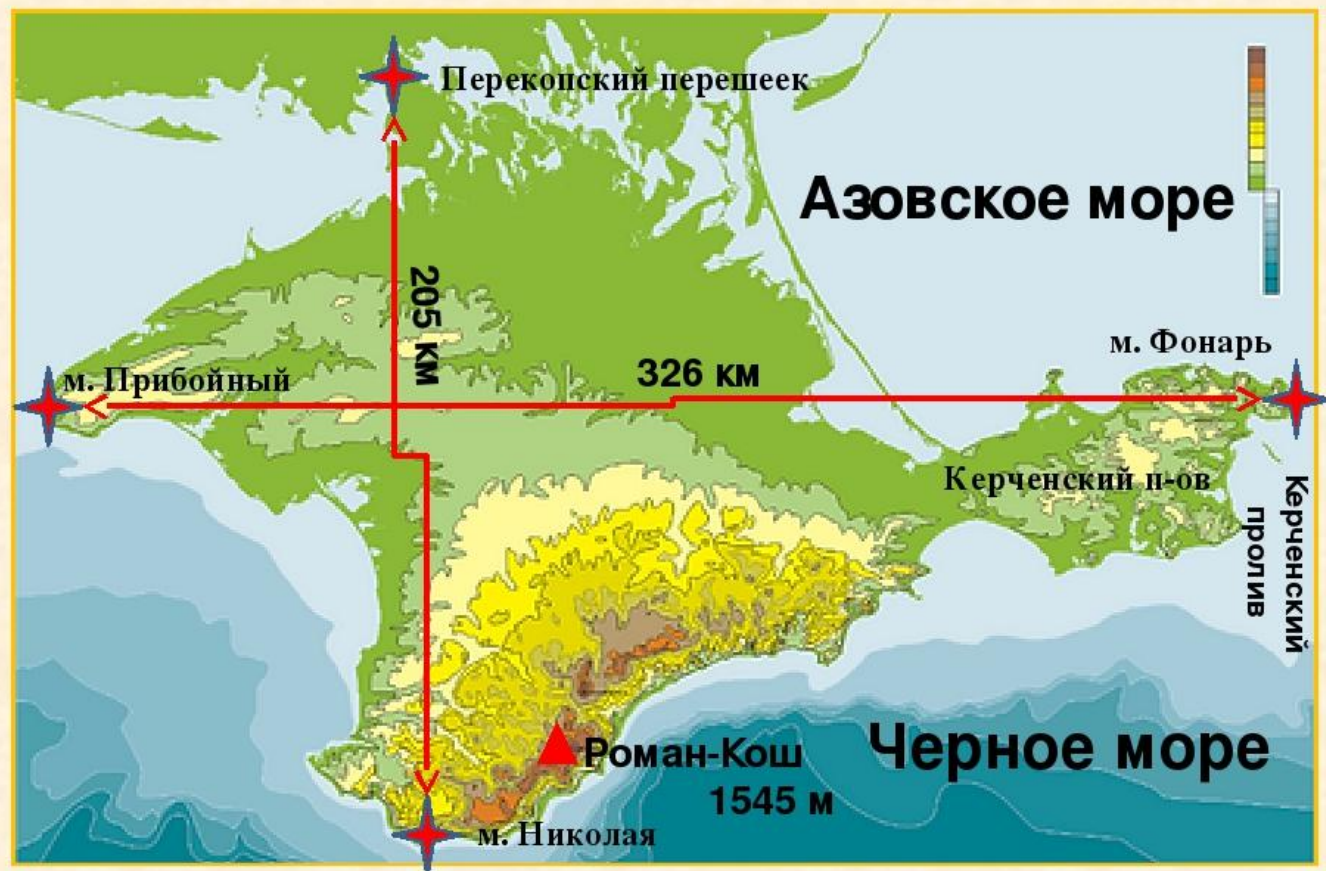 Перекопский перешеек
Азовское море
205 км
м. Фонарь
326 км
м. Прибойный
Керченский п-ов
Керченский
пролив
Роман-Кош
1545 м
Черное море
м. Николая